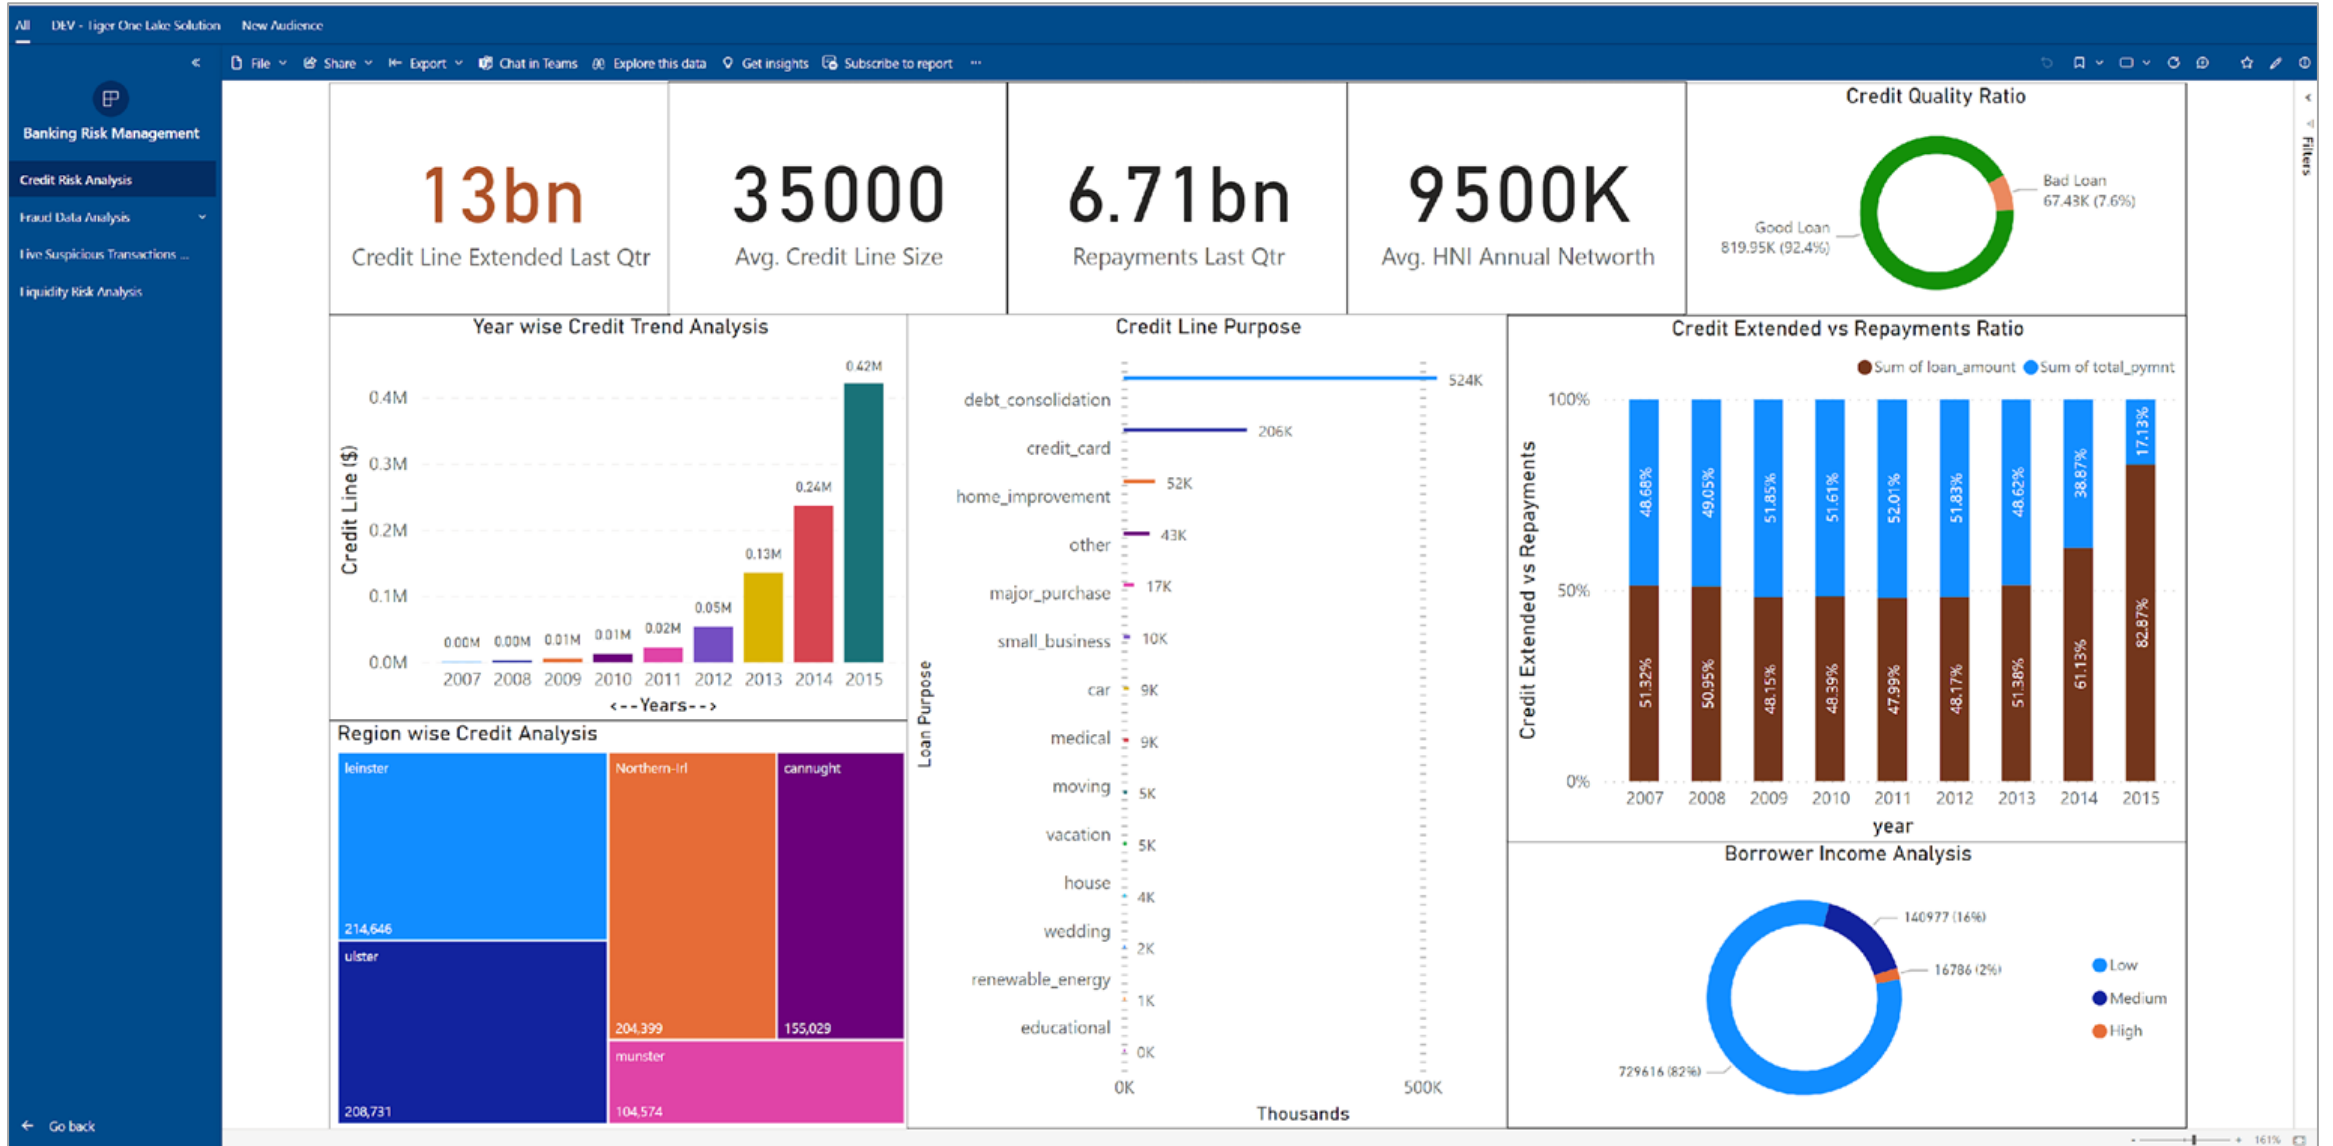 All DEV - Tiger One Lake Solution New Audience
File Share Export Chat in Teams Explore this data Get insights Subscribe to report ...
Banking Risk Management
Credit Risk Analysis
Fraud Data Analysis
Live Suspicious Transactions ...
Liquidity Risk Analysis
Go back
Filters
13bn
Credit Line Extended Last Qtr
35000
Avg. Credit Line Size
6.71bn
Repayments Last Qtr
9500K
Avg. HNI Annual Networth
Credit Quality Ratio
Bad Loan
67.43K (7.6%)
Good Loan
819.95K (92.4%)
Year wise Credit Trend Analysis
Credit Line ($)
0.4M
0.3M
0.2M
0.1M
0.0M
0.00M 0.00M 0.01M 0.01M 0.02M 0.05M 0.13M 0.24M 0.42M
2007 2008 2009 2010 2011 2012 2013 2014 2015
<--Years-->
Region wise Credit Analysis
leinster
214,646
ulster
208,731
Northern-Irl
204,399
cannught
155,029
munster
104,574
Credit Line Purpose
Loan Purpose
debt_consolidation 524K
credit_card 206K
home_improvement 52K
other 43K
major_purchase 17K
small_business 10K
car 9K
medical 9K
moving 5K
vacation 5K
house 4K
wedding 2K
renewable_energy 1K
educational 0K
0K 500K
Thousands
Credit Extended vs Repayments Ratio
Sum of loan_amount Sum of total_pymnt
Credit Extended vs Repayments
100%
50%
0%
48.68% 49.05% 51.85% 51.61% 52.01% 51.83% 48.62% 38.87% 17.13%
51.32% 50.95% 48.15% 48.39% 47.99% 48.17% 51.38% 61.13% 82.87%
2007 2008 2009 2010 2011 2012 2013 2014 2015
year
Borrower Income Analysis
140977 (16%)
16786 (2%)
729616 (82%)
Low
Medium
High
161%